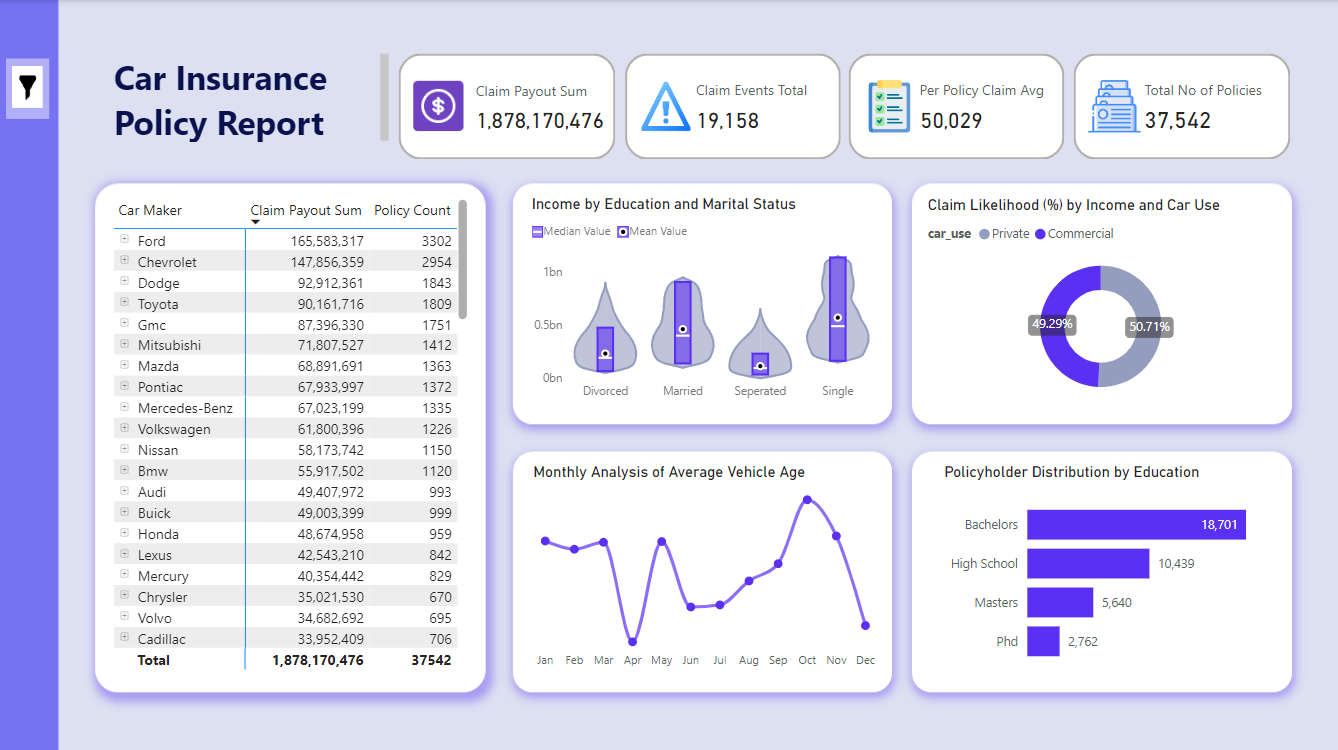 Car Insurance
Policy Report
Claim Payout Sum
1,878,170,476
Claim Events Total
19,158
Per Policy Claim Avg
50,029
Total No of Policies
37,542
Car Maker Claim Payout Sum Policy Count
Ford 165,583,317 3302
Chevrolet 147,856,359 2954
Dodge 92,912,361 1843
Toyota 90,161,716 1809
Gmc 87,396,330 1751
Mitsubishi 71,807,527 1412
Mazda 68,891,691 1363
Pontiac 67,933,997 1372
Mercedes-Benz 67,023,199 1335
Volkswagen 61,800,396 1226
Nissan 58,173,742 1150
Bmw 55,917,502 1120
Audi 49,407,972 993
Buick 49,003,399 999
Honda 48,674,958 959
Lexus 42,543,210 842
Mercury 40,354,442 829
Chrysler 35,021,530 670
Volvo 34,682,692 695
Cadillac 33,952,409 706
Total 1,878,170,476 37542
Income by Education and Marital Status
Median Value Mean Value
1bn
0.5bn
0bn
Divorced Married Seperated Single
Claim Likelihood (%) by Income and Car Use
car_use Private Commercial
49.29% 50.71%
Monthly Analysis of Average Vehicle Age
Jan Feb Mar Apr May Jun Jul Aug Sep Oct Nov Dec
Policyholder Distribution by Education
Bachelors 18,701
High School 10,439
Masters 5,640
Phd 2,762